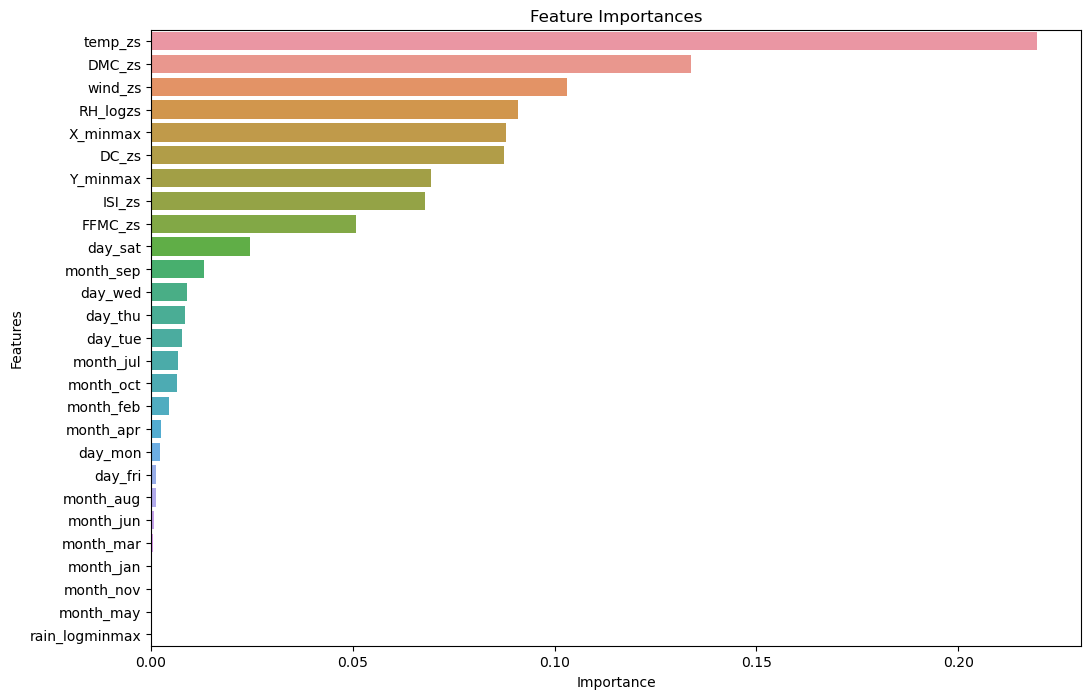 Feature Importances
temp_zs
DMC_zs
wind_zs
RH_logzs
X_minmax
DC_zs
Y_minmax
ISI_zs
FFMC_zs
day_sat
month_sep
day_wed
day_thu
day_tue
month_jul
month_oct
month_feb
month_apr
day_mon
day_fri
month_aug
month_jun
month_mar
month_jan
month_nov
month_may
rain_logminmax
Features
0.00 0.05 0.10 0.15 0.20
Importance